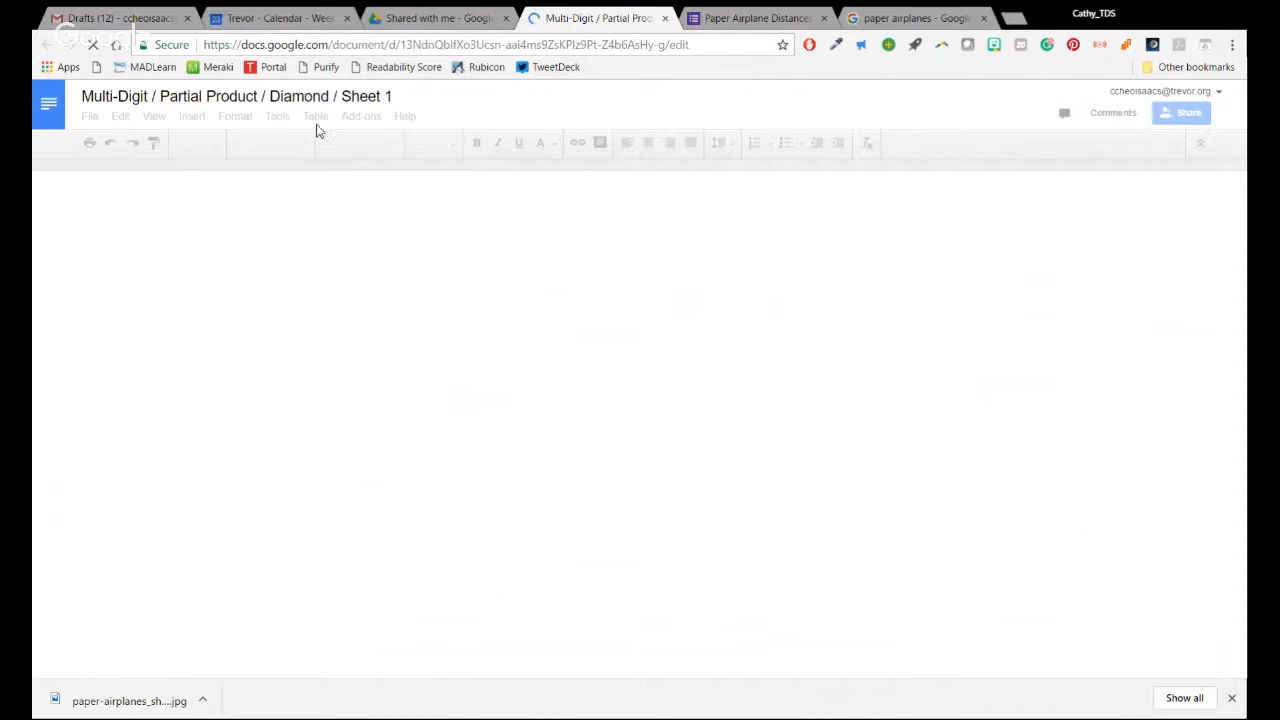 Cathy_TDS
Drafts (12) - ccheoisaacs
Trevor - Calendar - Week
Shared with me - Google
Multi-Digit / Partial Pro
Paper Airplane Distances
paper airplanes - Google
Google
Secure
https://docs.google.com/document/d/13NsnQblfXo3Ucsn-aai4ms9ZsKPlz9Pt-Z4b6AsHy-g/edit
Apps
MADLearn
Meraki
Portal
Purify
Readability Score
Rubicon
TweetDeck
Other bookmarks
Multi-Digit / Partial Product / Diamond / Sheet 1
ccheoisaacs@trevor.org
File Edit View Insert Format Tools Table Add-ons Help
Comments
Share
paper-airplanes_sh....jpg
Show all